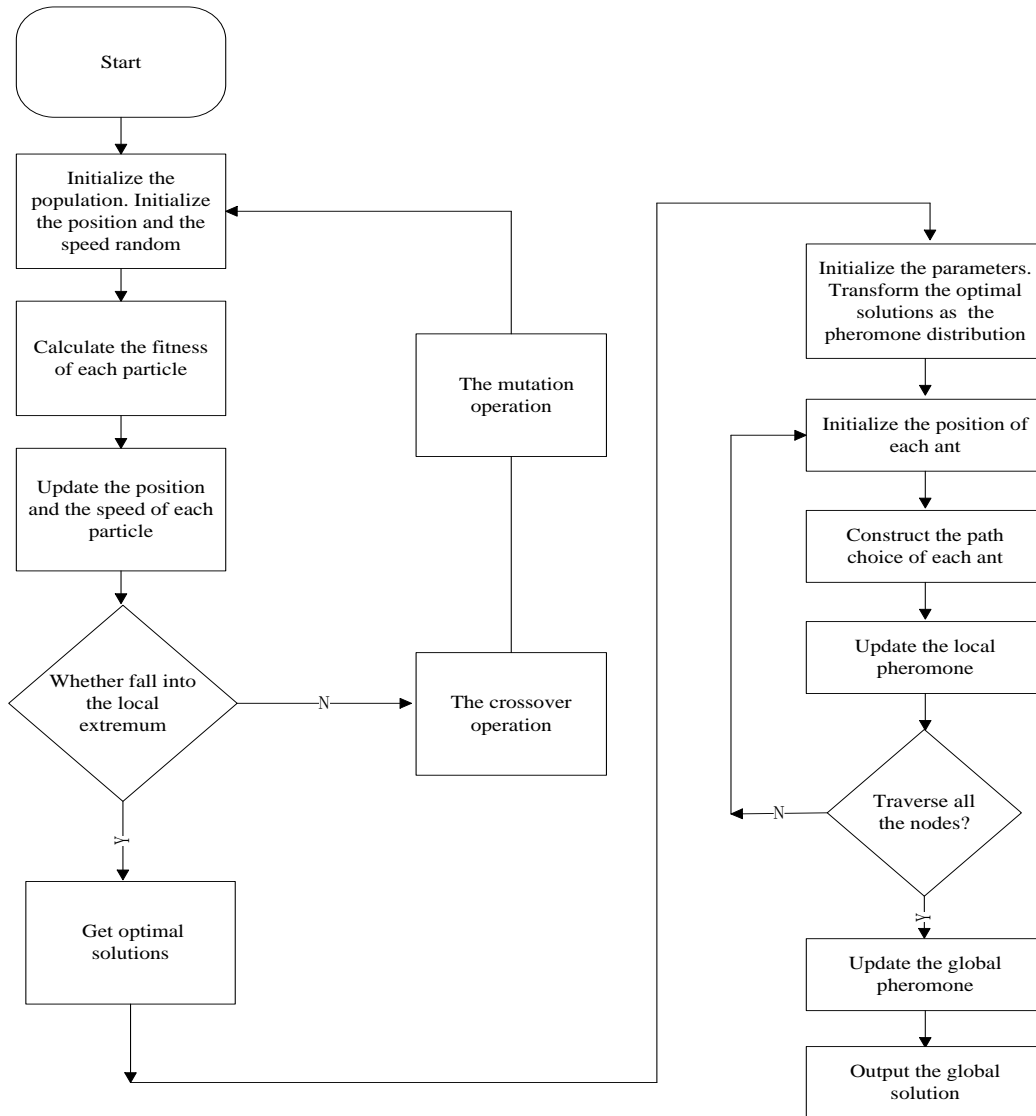 Start
Initialize the
population. Initialize
the position and the
speed random
Calculate the fitness
of each particle
Update the position
and the speed of each
particle
Whether fall into
the local
extremum
N
The crossover
operation
The mutation
operation
Y
Get optimal
solutions
Initialize the parameters.
Transform the optimal
solutions as the
pheromone distribution
Initialize the position of
each ant
Construct the path
choice of each ant
Update the local
pheromone
Traverse all
the nodes?
N
Y
Update the global
pheromone
Output the global
solution